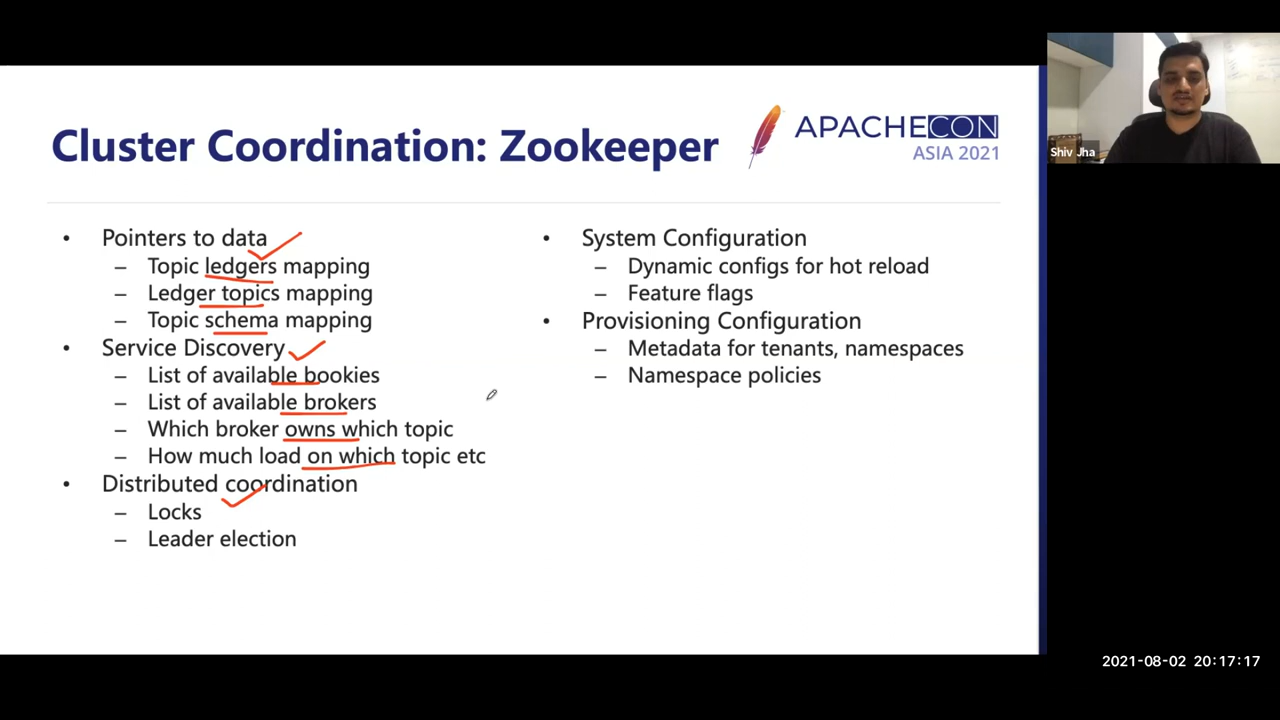 Cluster Coordination: Zookeeper
APACHECON
ASIA 2021
Shiv Jha
• Pointers to data
– Topic ledgers mapping
– Ledger topics mapping
– Topic schema mapping
• Service Discovery
– List of available bookies
– List of available brokers
– Which broker owns which topic
– How much load on which topic etc
• Distributed coordination
– Locks
– Leader election
• System Configuration
– Dynamic configs for hot reload
– Feature flags
• Provisioning Configuration
– Metadata for tenants, namespaces
– Namespace policies
2021-08-02 20:17:17